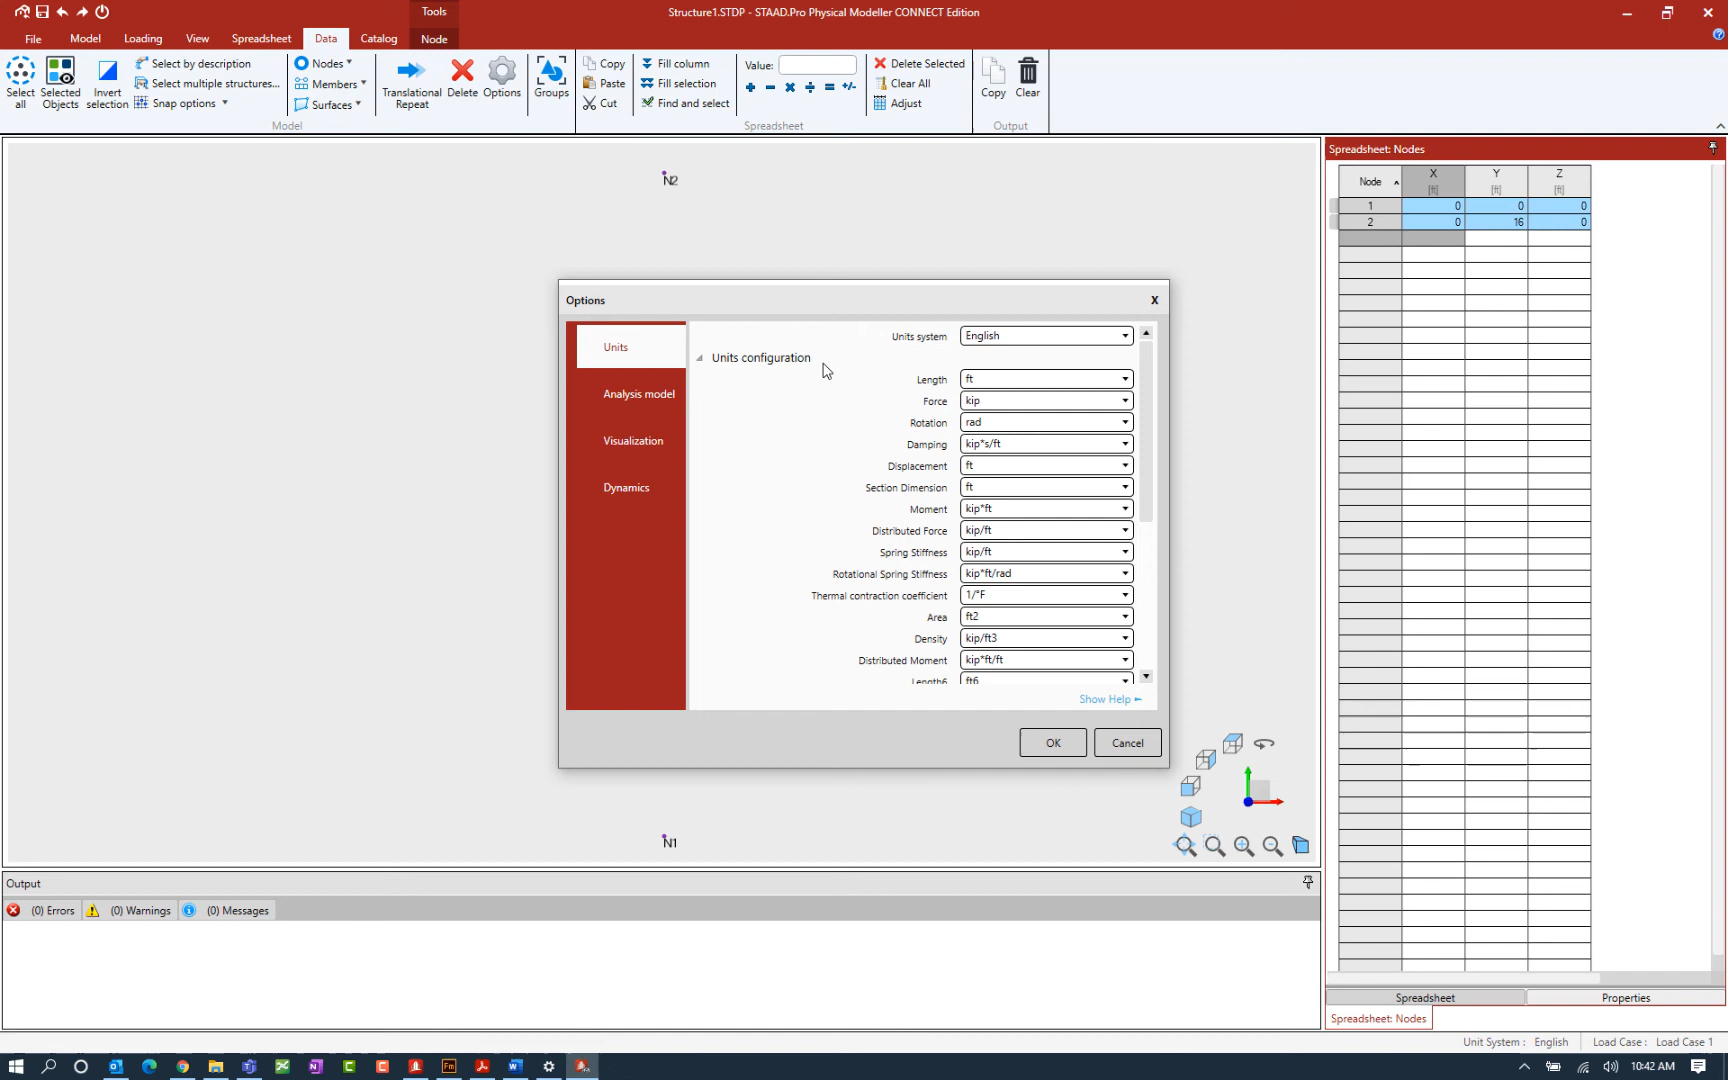 Tools
Structure1.STDP - STAAD.Pro Physical Modeller CONNECT Edition
File Model Loading View Spreadsheet Data Catalog Node
Select all
Selected Objects
Invert selection
Select by description
Select multiple structures...
Snap options
Nodes
Members
Surfaces
Translational Repeat
Delete
Options
Groups
Model
Copy
Paste
Cut
Fill column
Fill selection
Find and select
Value:
Delete Selected
Clear All
Adjust
Spreadsheet
Copy
Clear
Output
N2
N1
Spreadsheet: Nodes
Node X Y Z
[ft] [ft] [ft]
1 0 0 0
2 0 16 0
Options
X
Units
Analysis model
Visualization
Dynamics
Units system English
Units configuration
Length ft
Force kip
Rotation rad
Damping kip*s/ft
Displacement ft
Section Dimension ft
Moment kip*ft
Distributed Force kip/ft
Spring Stiffness kip/ft
Rotational Spring Stiffness kip*ft/rad
Thermal contraction coefficient 1/°F
Area ft2
Density kip/ft3
Distributed Moment kip*ft/ft
Length6 ft6
Show Help
OK Cancel
Output
(0) Errors (0) Warnings (0) Messages
Spreadsheet Properties
Spreadsheet: Nodes
Unit System : English Load Case : Load Case 1
10:42 AM